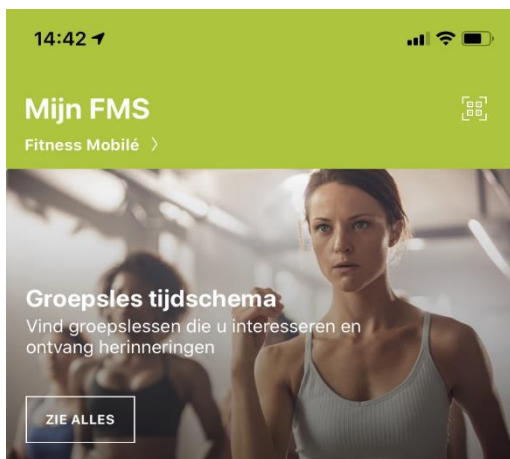 14:42
Mijn FMS
Fitness Mobilé
Groepsles tijdschema
Vind groepslessen die u interesseren en
ontvang herinneringen
ZIE ALLES